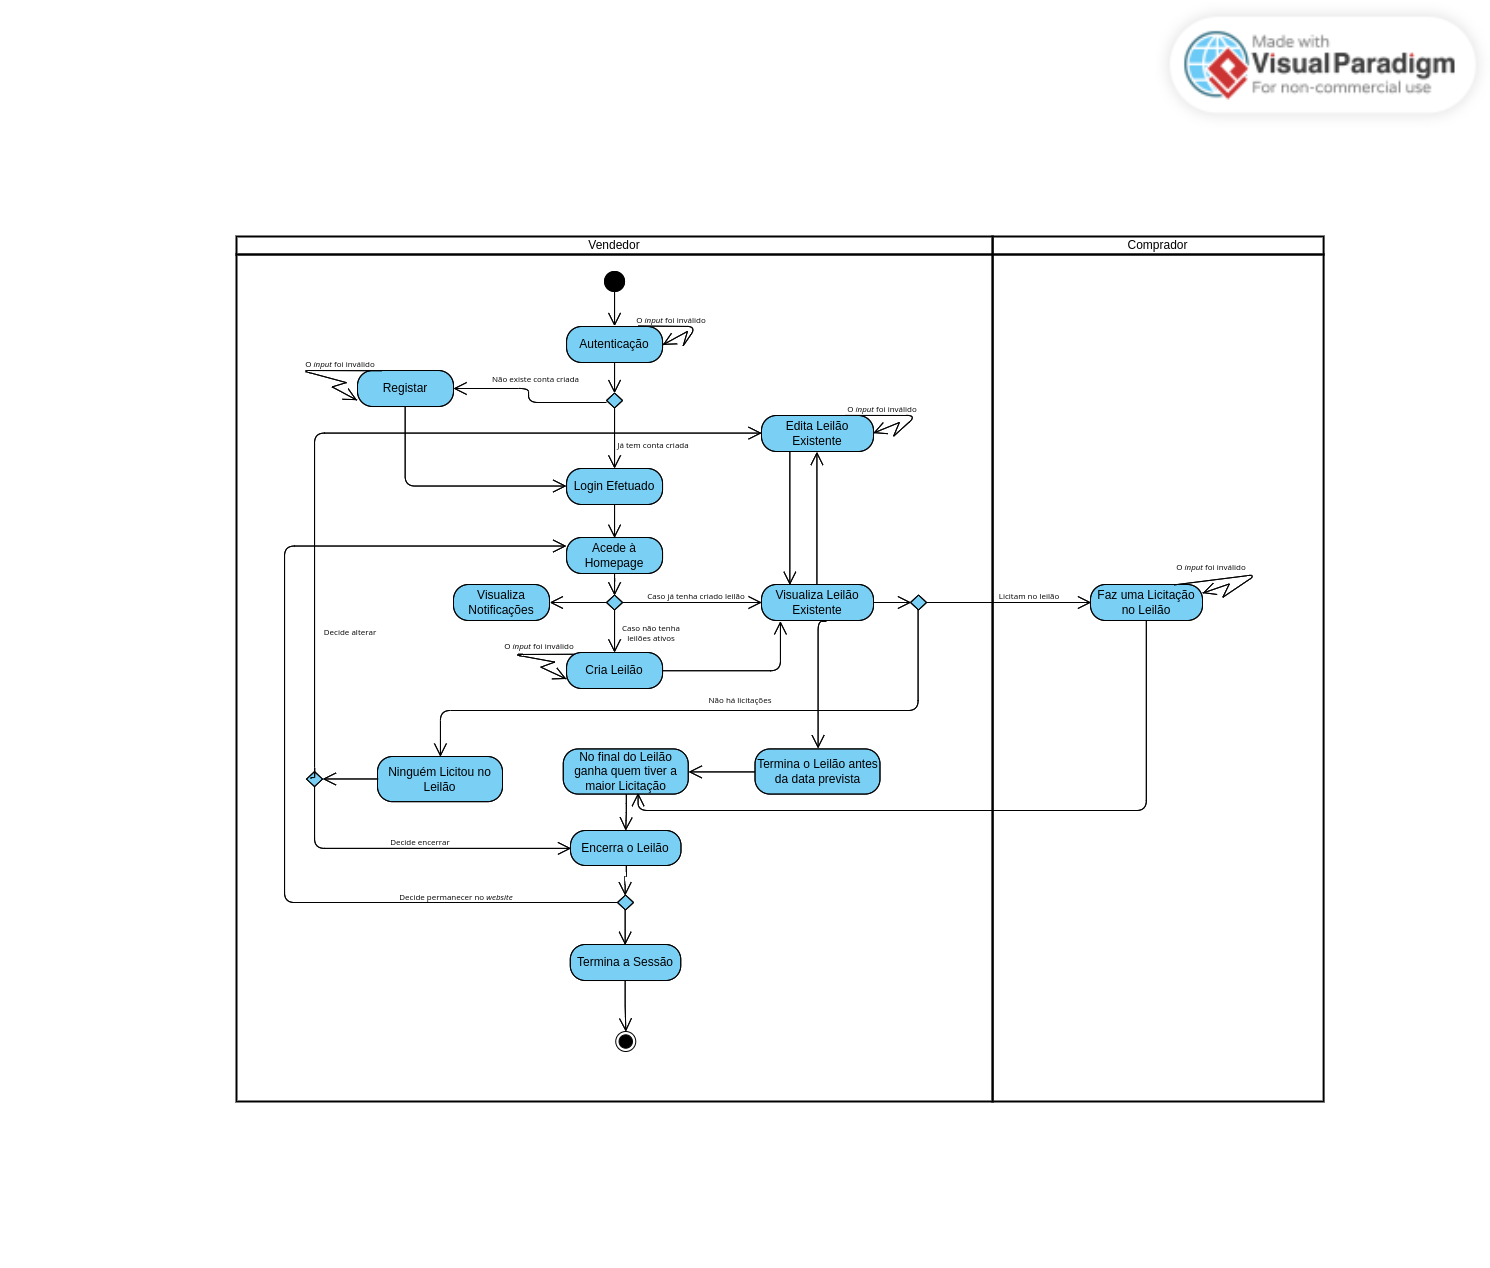 Made with
Visual Paradigm
For non-commercial use
Vendedor
Comprador
O input foi inválido
Autenticação
O input foi inválido
Registar
Não existe conta criada
O input foi inválido
Edita Leilão
Existente
Já tem conta criada
Login Efetuado
Acede à
Homepage
O input foi inválido
Visualiza
Notificações
Caso já tenha criado leilão
Visualiza Leilão
Existente
Licitam no leilão
Faz uma Licitação
no Leilão
Decide alterar
Caso não tenha
leilões ativos
O input foi inválido
Cria Leilão
Não há licitações
Ninguém Licitou no
Leilão
No final do Leilão
ganha quem tiver a
maior Licitação
Termina o Leilão antes
da data prevista
Decide encerrar
Encerra o Leilão
Decide permanecer no website
Termina a Sessão